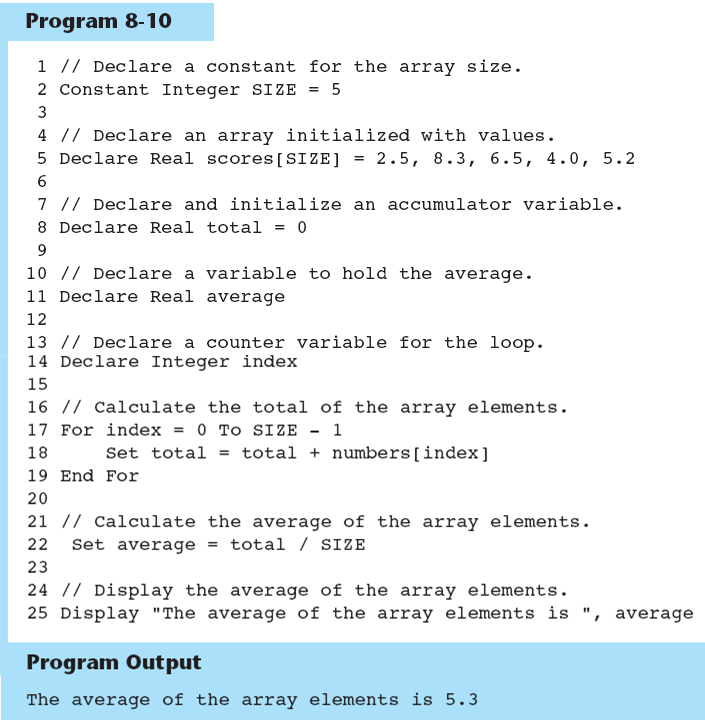 Program 8-10
1 // Declare a constant for the array size.
2 Constant Integer SIZE = 5
3
4 // Declare an array initialized with values.
5 Declare Real scores[SIZE] = 2.5, 8.3, 6.5, 4.0, 5.2
6
7 // Declare and initialize an accumulator variable.
8 Declare Real total = 0
9
10 // Declare a variable to hold the average.
11 Declare Real average
12
13 // Declare a counter variable for the loop.
14 Declare Integer index
15
16 // Calculate the total of the array elements.
17 For index = 0 To SIZE - 1
18     Set total = total + numbers[index]
19 End For
20
21 // Calculate the average of the array elements.
22  Set average = total / SIZE
23
24 // Display the average of the array elements.
25 Display "The average of the array elements is ", average
Program Output
The average of the array elements is 5.3